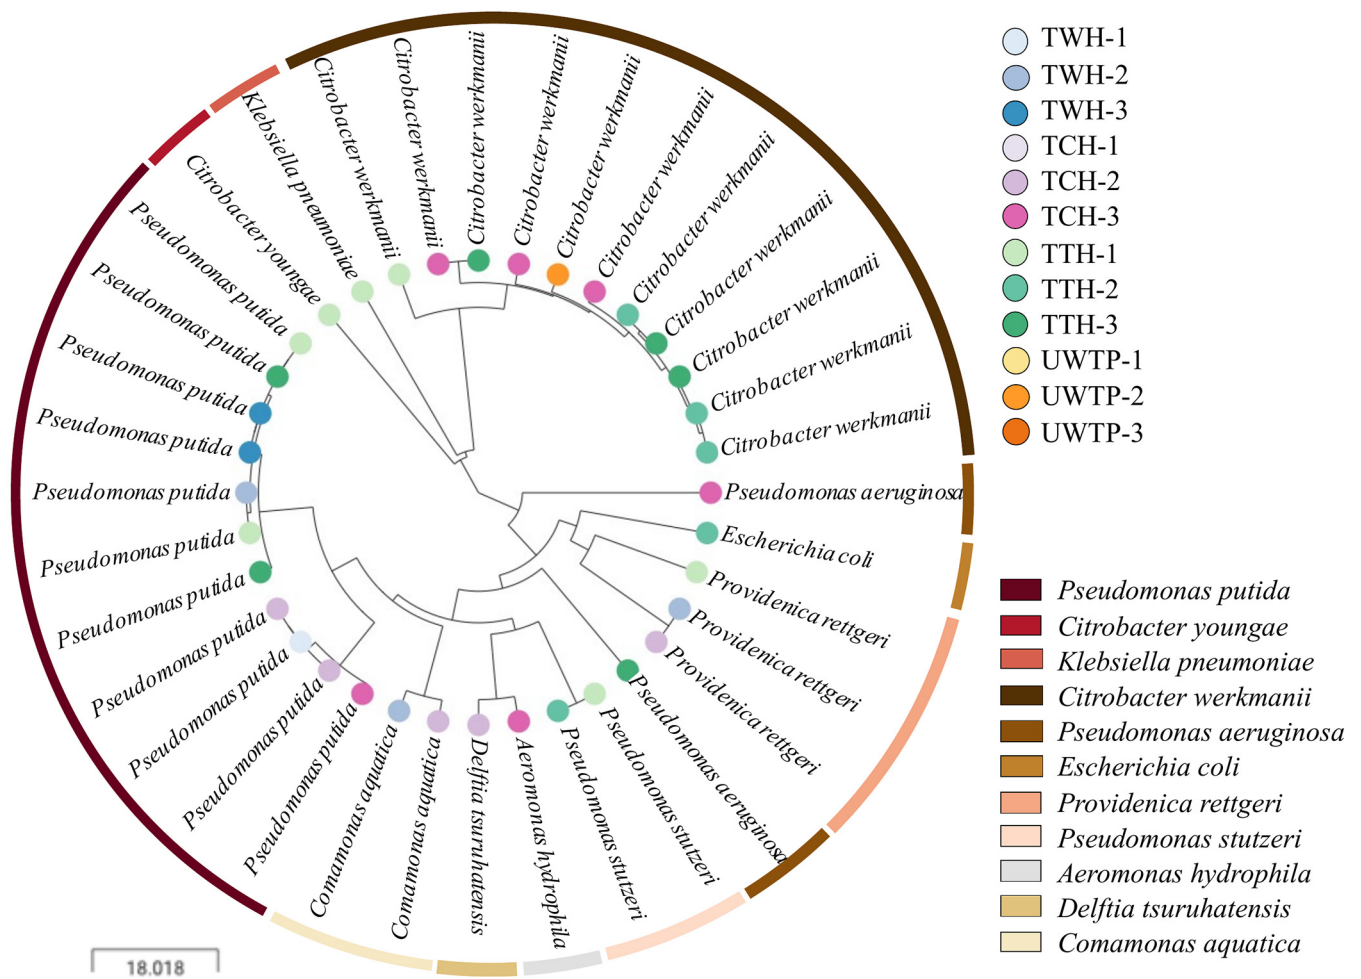 Citrobacter werkmanii
Citrobacter werkmanii
Citrobacter werkmanii
Citrobacter werkmanii
Citrobacter werkmanii
Citrobacter werkmanii
Citrobacter werkmanii
Citrobacter werkmanii
Citrobacter werkmanii
Citrobacter werkmanii
Citrobacter werkmanii
Pseudomonas aeruginosa
Escherichia coli
Providenica rettgeri
Providenica rettgeri
Providenica rettgeri
Pseudomonas aeruginosa
Pseudomonas stutzeri
Pseudomonas stutzeri
Aeromonas hydrophila
Delftia tsuruhatensis
Comamonas aquatica
Comamonas aquatica
Pseudomonas putida
Pseudomonas putida
Pseudomonas putida
Pseudomonas putida
Pseudomonas putida
Pseudomonas putida
Pseudomonas putida
Pseudomonas putida
Pseudomonas putida
Pseudomonas putida
Pseudomonas putida
Citrobacter youngae
Klebsiella pneumoniae
TWH-1
TWH-2
TWH-3
TCH-1
TCH-2
TCH-3
TTH-1
TTH-2
TTH-3
UWTP-1
UWTP-2
UWTP-3
Pseudomonas putida
Citrobacter youngae
Klebsiella pneumoniae
Citrobacter werkmanii
Pseudomonas aeruginosa
Escherichia coli
Providenica rettgeri
Pseudomonas stutzeri
Aeromonas hydrophila
Delftia tsuruhatensis
Comamonas aquatica
18.018